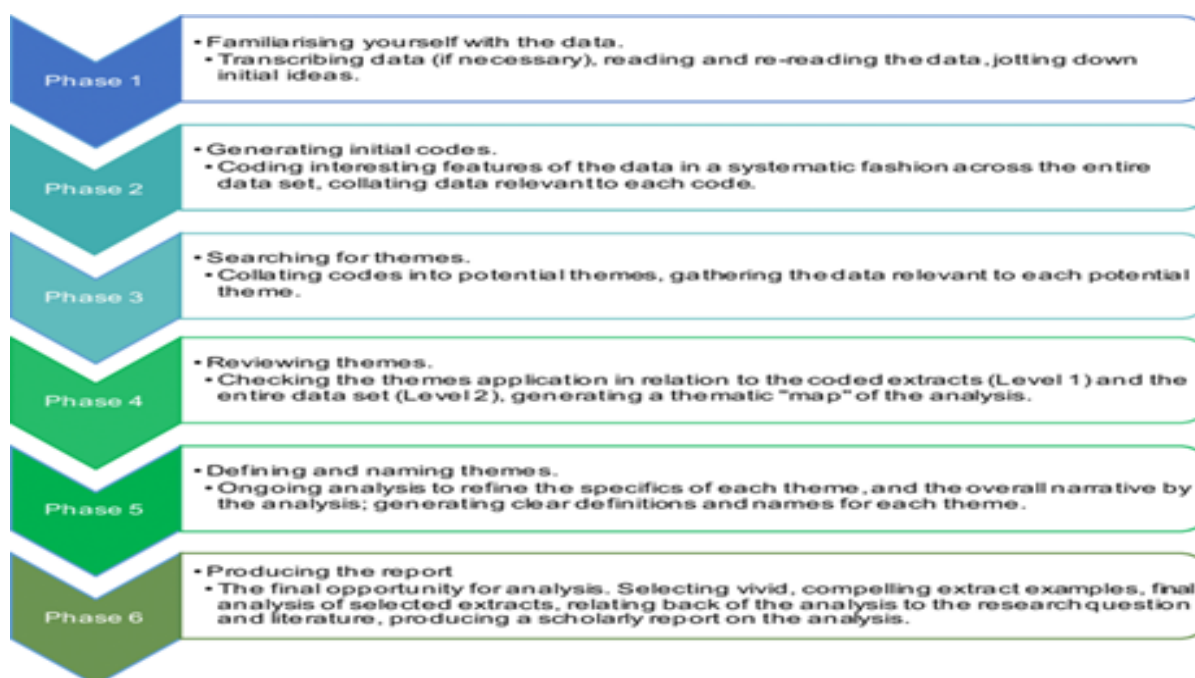 Phase 1
• Familiarising yourself with the data.
• Transcribing data (if necessary), reading and re-reading the data, jotting down
initial ideas.
Phase 2
• Generating initial codes.
• Coding interesting features of the data in a systematic fashion across the entire
data set, collating data relevant to each code.
Phase 3
• Searching for themes.
• Collating codes into potential themes, gathering the data relevant to each potential
theme.
Phase 4
• Reviewing themes.
• Checking the themes application in relation to the coded extracts (Level 1) and the
entire data set (Level 2), generating a thematic "map" of the analysis.
Phase 5
• Defining and naming themes.
• Ongoing analysis to refine the specifics of each theme, and the overall narrative by
the analysis; generating clear definitions and names for each theme.
Phase 6
• Producing the report
• The final opportunity for analysis. Selecting vivid, compelling extract examples, final
analysis of selected extracts, relating back of the analysis to the research question
and literature, producing a scholarly report on the analysis.